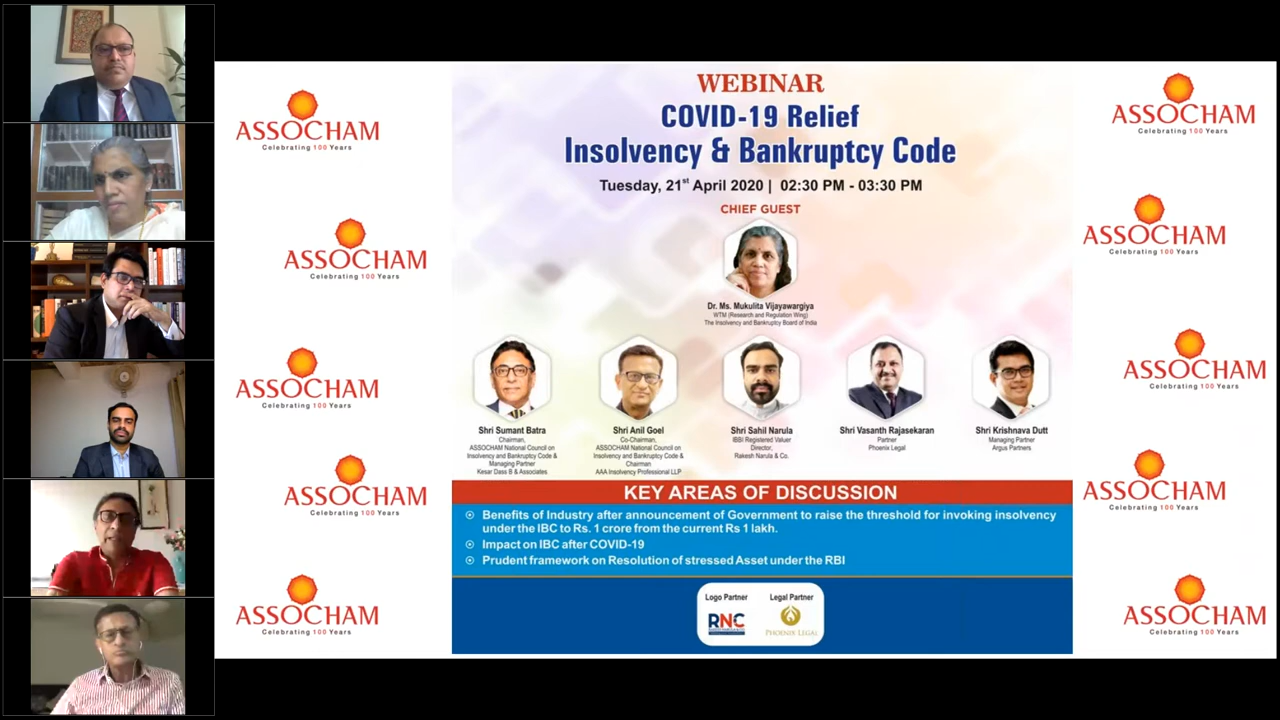 WEBINAR
COVID-19 Relief
Insolvency & Bankruptcy Code
Tuesday, 21st April 2020 | 02:30 PM - 03:30 PM
CHIEF GUEST
Dr. Ms. Mukulita Vijayawargiya
WTM (Research and Regulation Wing)
The Insolvency and Bankruptcy Board of India
Shri Sumant Batra
Chairman,
ASSOCHAM National Council on
Insolvency and Bankruptcy Code &
Managing Partner
Kesar Dass B & Associates
Shri Anil Goel
Co-Chairman,
ASSOCHAM National Council on
Insolvency and Bankruptcy Code &
Chairman
AAA Insolvency Professional LLP
Shri Sahil Narula
IBBI Registered Valuer
Director,
Rakesh Narula & Co.
Shri Vasanth Rajasekaran
Partner
Phoenix Legal
Shri Krishnava Dutt
Managing Partner
Argus Partners
KEY AREAS OF DISCUSSION
Benefits of Industry after announcement of Government to raise the threshold for invoking insolvency
under the IBC to Rs. 1 crore from the current Rs 1 lakh.
Impact on IBC after COVID-19
Prudent framework on Resolution of stressed Asset under the RBI
Logo Partner
RNC
Legal Partner
PHOENIX LEGAL
ASSOCHAM
Celebrating 100 Years
ASSOCHAM
Celebrating 100 Years
ASSOCHAM
Celebrating 100 Years
ASSOCHAM
Celebrating 100 Years
ASSOCHAM
Celebrating 100 Years
ASSOCHAM
Celebrating 100 Years
ASSOCHAM
Celebrating 100 Years
ASSOCHAM
Celebrating 100 Years
ASSOCHAM
Celebrating 100 Years
ASSOCHAM
Celebrating 100 Years